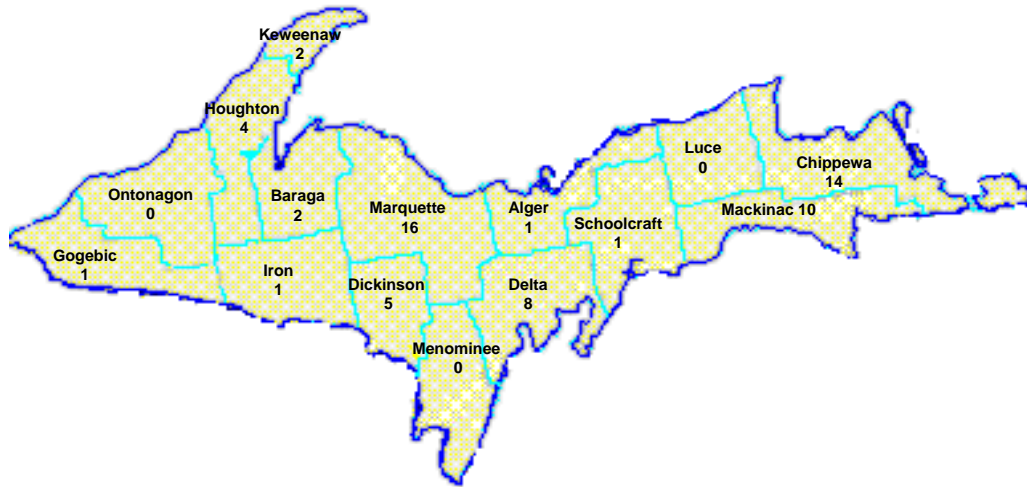 Keweenaw
2
Houghton
4
Luce
0
Chippewa
14
Ontonagon
0
Baraga
2
Marquette
16
Alger
1
Schoolcraft
1
Mackinac 10
Gogebic
1
Iron
1
Dickinson
5
Delta
8
Menominee
0